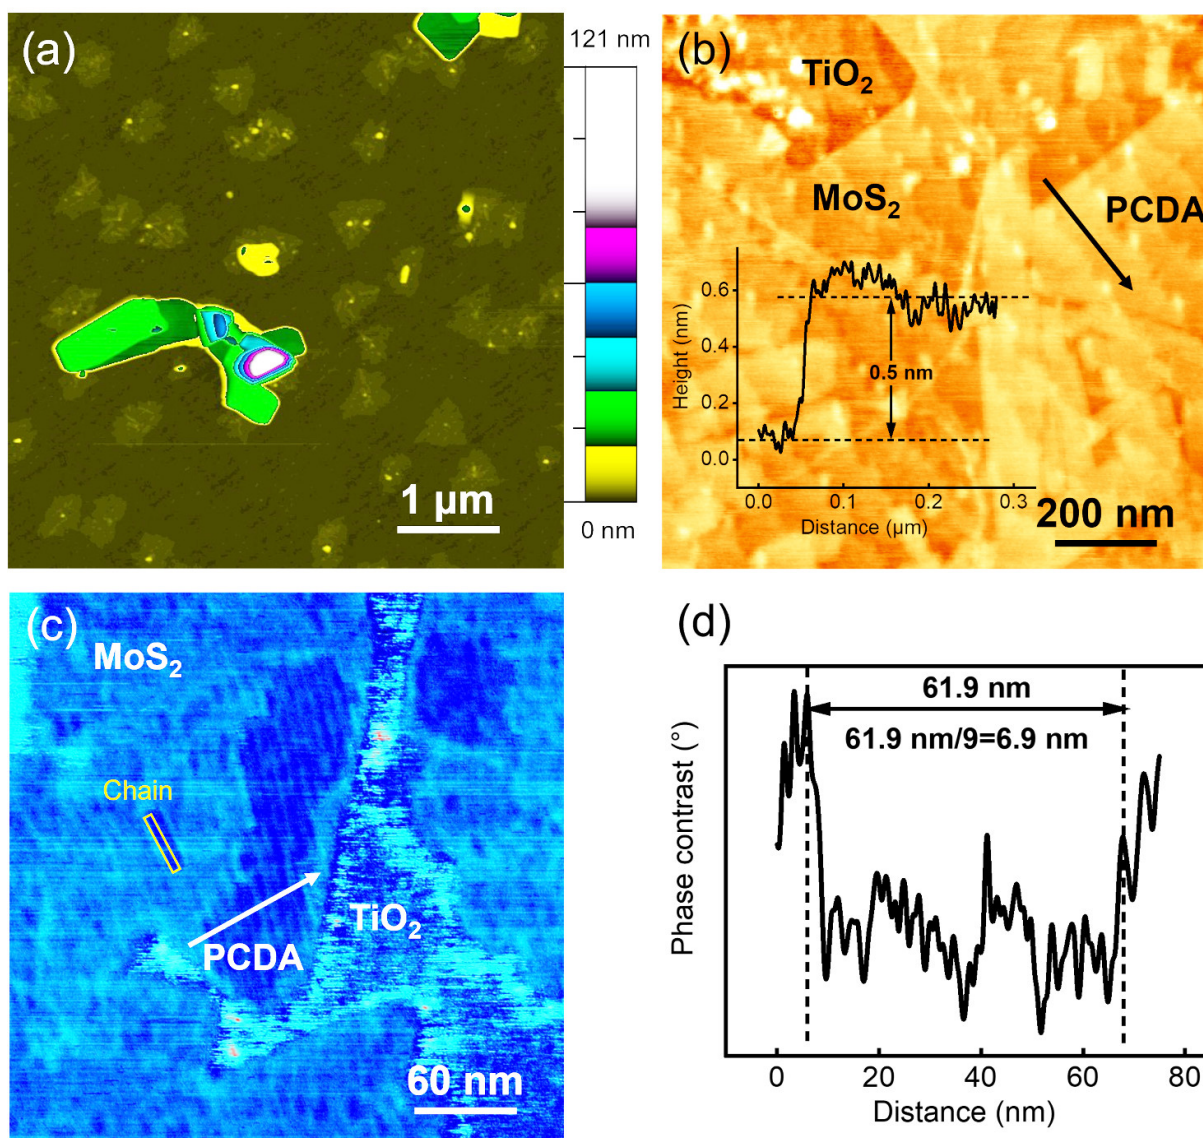 (a)
121 nm
0 nm
1 µm
(b)
TiO₂
MoS₂
PCDA
Height (nm)
0.6
0.4
0.2
0.0
0.5 nm
0.0 0.1 0.2 0.3
Distance (µm)
200 nm
(c)
MoS₂
Chain
PCDA
TiO₂
60 nm
(d)
61.9 nm
61.9 nm/9=6.9 nm
Phase contrast (°)
0 20 40 60 80
Distance (nm)